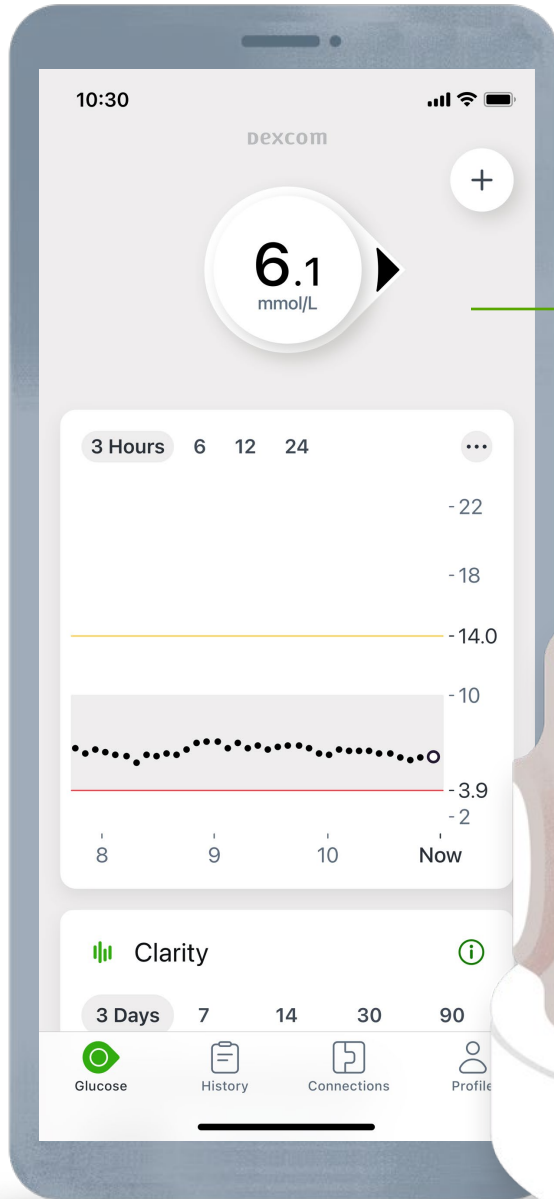 10:30
Dexcom
+
6.1
mmol/L
3 Hours 6 12 24
22
18
14.0
10
3.9
2
8 9 10 Now
Clarity
3 Days 7 14 30 90
Glucose History Connections Profile